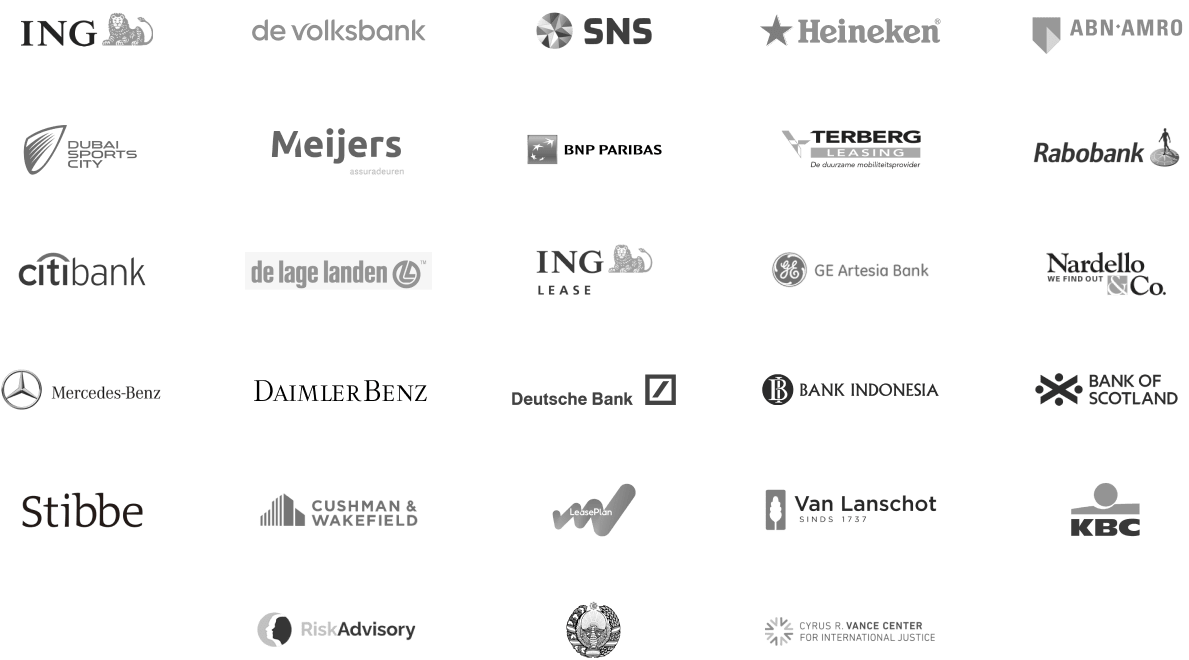 ING
de volksbank
SNS
Heineken®
ABN·AMRO
DUBAI
SPORTS
CITY
Meijers
assuradeuren
BNP PARIBAS
TERBERG
LEASING
De duurzame mobiliteitsprovider
Rabobank
citibank
de lage landen ™
ING
LEASE
GE Artesia Bank
Nardello
WE FIND OUT & Co.
Mercedes-Benz
DAIMLERBENZ
Deutsche Bank
BANK INDONESIA
BANK OF
SCOTLAND
Stibbe
CUSHMAN &
WAKEFIELD
LeasePlan
Van Lanschot
SINDS 1737
KBC
RiskAdvisory
CYRUS R. VANCE CENTER
FOR INTERNATIONAL JUSTICE